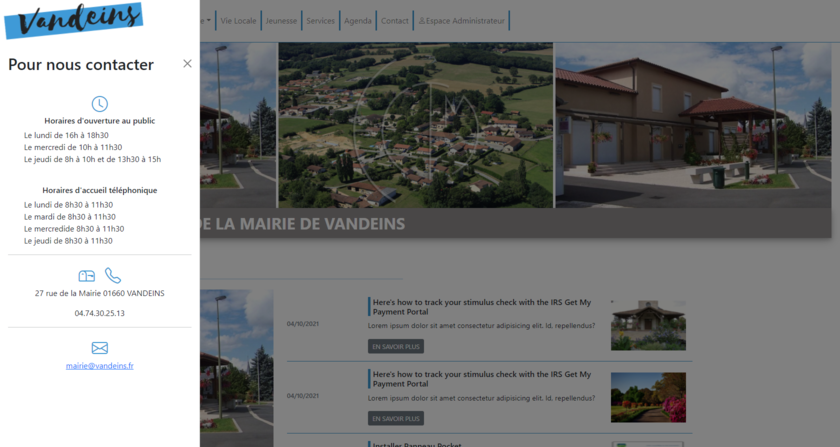 Vandeins
Pour nous contacter
Horaires d'ouverture au public
Le lundi de 16h à 18h30
Le mercredi de 10h à 11h30
Le jeudi de 8h à 10h et de 13h30 à 15h
Horaires d'accueil téléphonique
Le lundi de 8h30 à 11h30
Le mardi de 8h30 à 11h30
Le mercredide 8h30 à 11h30
Le jeudi de 8h30 à 11h30
27 rue de la Mairie 01660 VANDEINS
04.74.30.25.13
mairie@vandeins.fr
Vie Locale Jeunesse Services Agenda Contact Espace Administrateur
DE LA MAIRIE DE VANDEINS
04/10/2021
Here's how to track your stimulus check with the IRS Get My
Payment Portal
Lorem ipsum dolor sit amet consectetur adipisicing elit. Id, repellendus?
EN SAVOIR PLUS
04/10/2021
Here's how to track your stimulus check with the IRS Get My
Payment Portal
Lorem ipsum dolor sit amet consectetur adipisicing elit. Id, repellendus?
EN SAVOIR PLUS
Installer Panneau Pocket